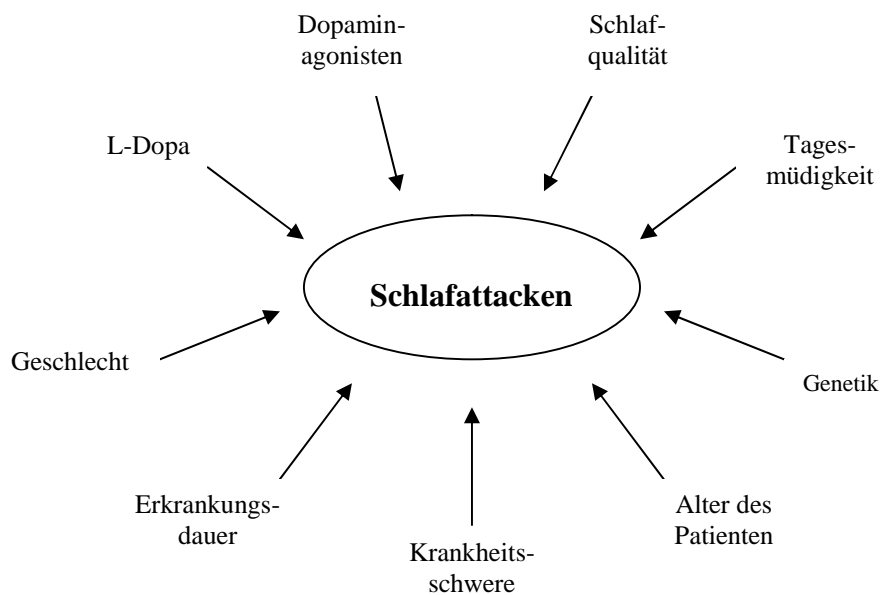 Dopamin-
agonisten
Schlaf-
qualität
L-Dopa
Tages-
müdigkeit
Schlafattacken
Geschlecht
Genetik
Erkrankungs-
dauer
Krankheits-
schwere
Alter des
Patienten